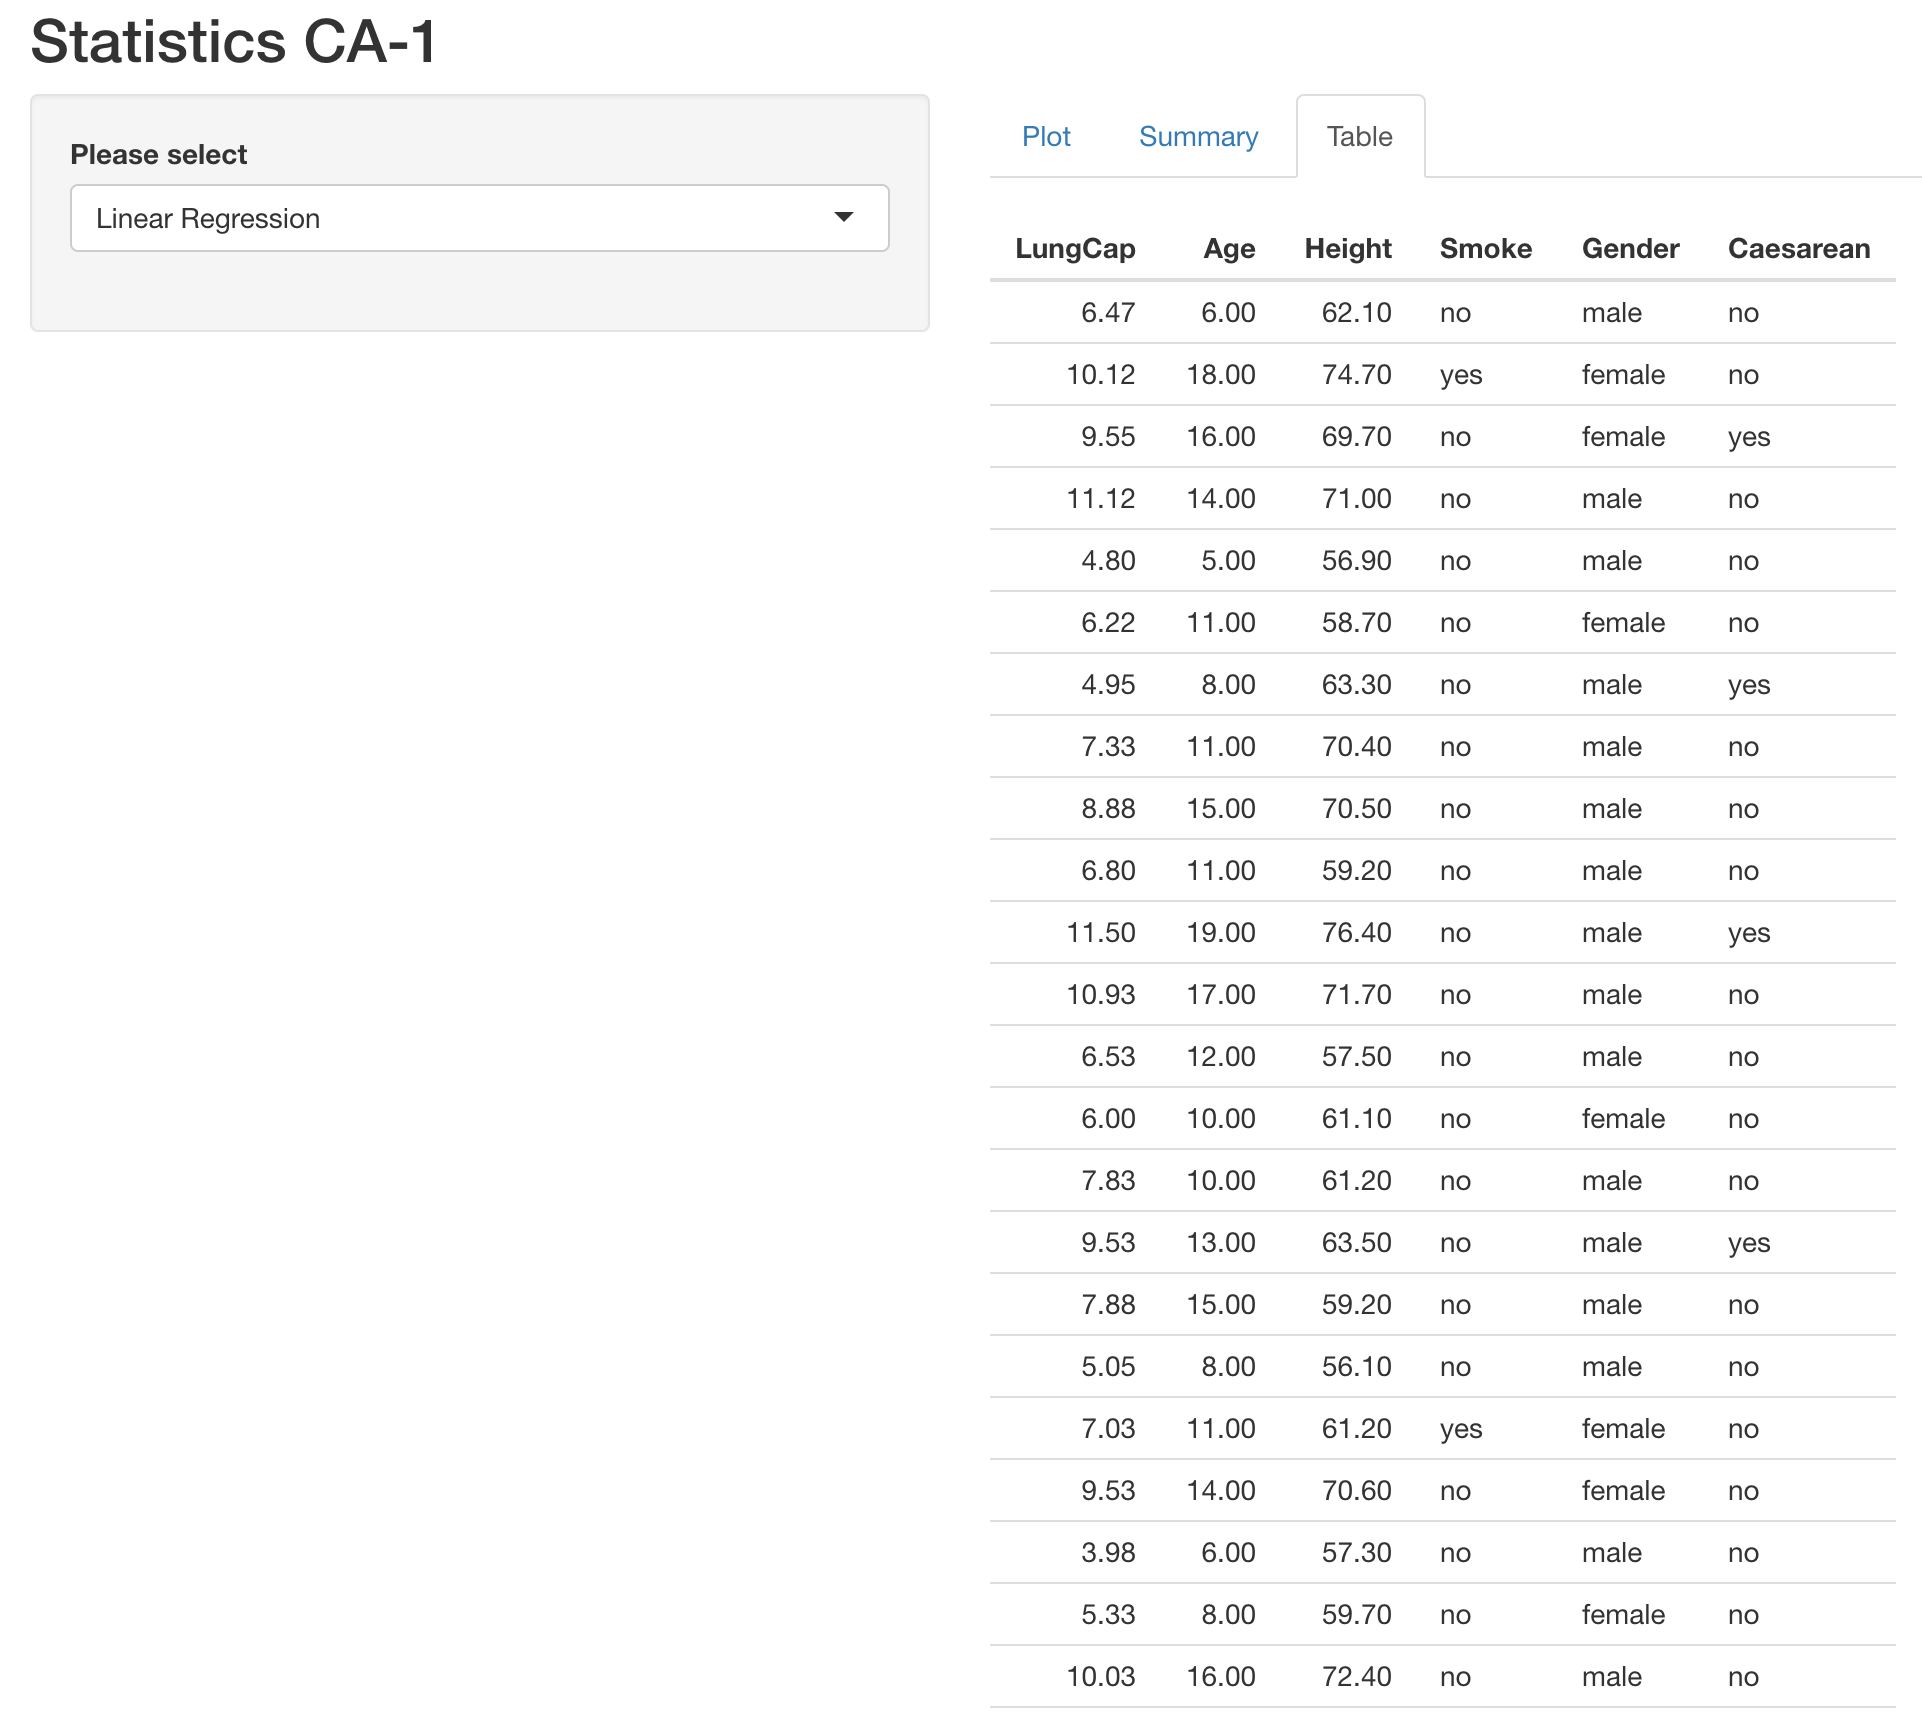 Statistics CA-1
Please select
Linear Regression
Plot Summary Table
LungCap Age Height Smoke Gender Caesarean
6.47 6.00 62.10 no male no
10.12 18.00 74.70 yes female no
9.55 16.00 69.70 no female yes
11.12 14.00 71.00 no male no
4.80 5.00 56.90 no male no
6.22 11.00 58.70 no female no
4.95 8.00 63.30 no male yes
7.33 11.00 70.40 no male no
8.88 15.00 70.50 no male no
6.80 11.00 59.20 no male no
11.50 19.00 76.40 no male yes
10.93 17.00 71.70 no male no
6.53 12.00 57.50 no male no
6.00 10.00 61.10 no female no
7.83 10.00 61.20 no male no
9.53 13.00 63.50 no male yes
7.88 15.00 59.20 no male no
5.05 8.00 56.10 no male no
7.03 11.00 61.20 yes female no
9.53 14.00 70.60 no female no
3.98 6.00 57.30 no male no
5.33 8.00 59.70 no female no
10.03 16.00 72.40 no male no